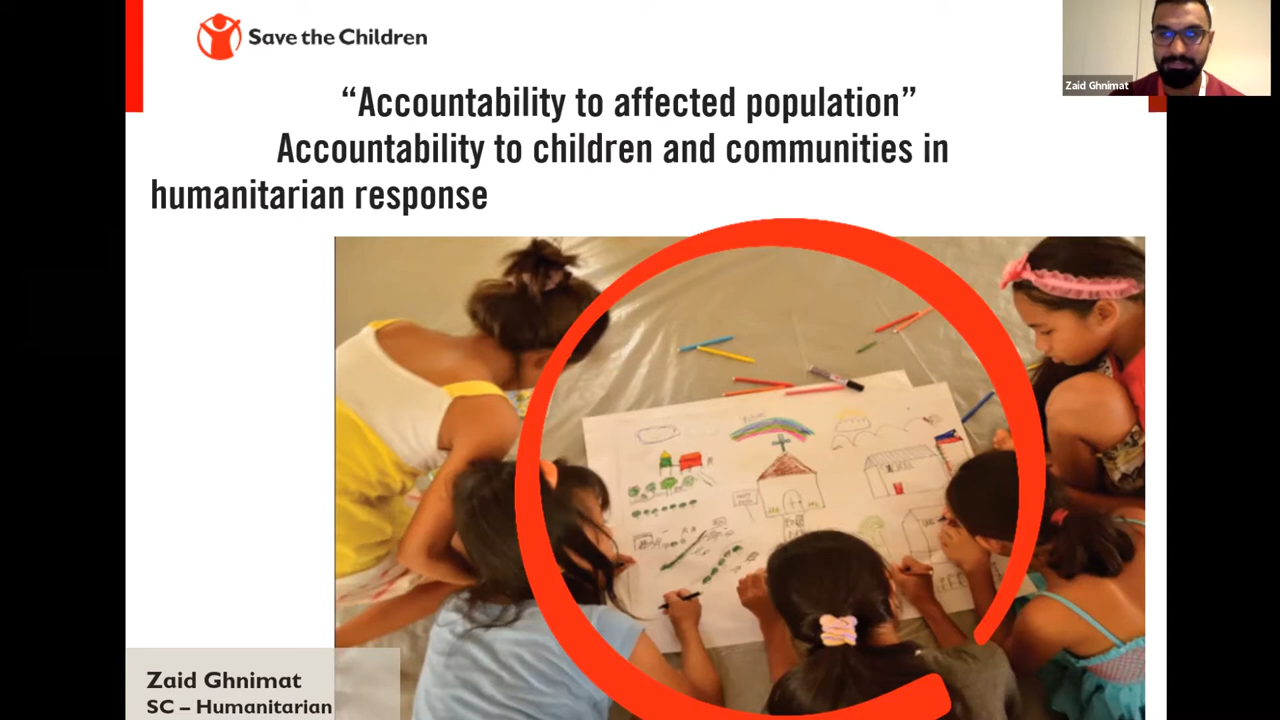 Save the Children
Zaid Ghnimat
“Accountability to affected population”
Accountability to children and communities in
humanitarian response
Zaid Ghnimat
SC – Humanitarian